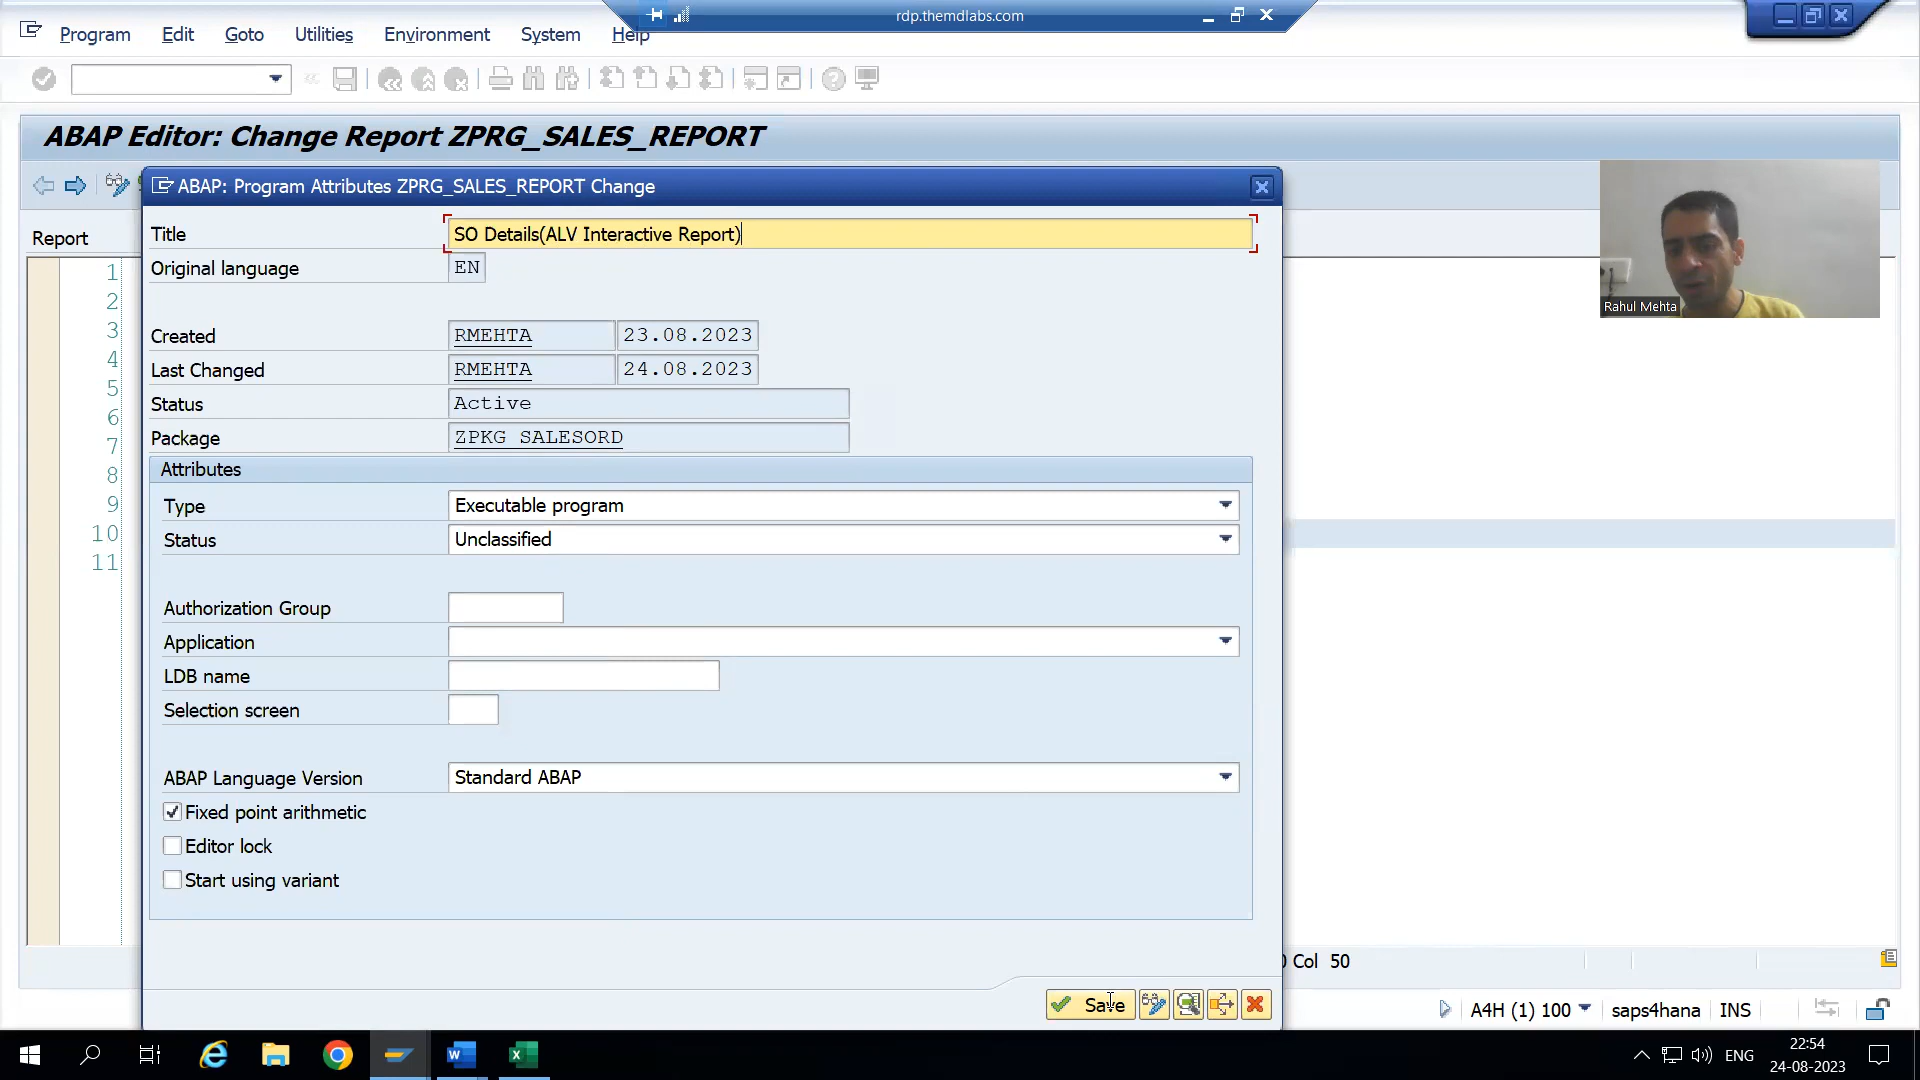 rdp.themdlabs.com
Program Edit Goto Utilities Environment System Help
ABAP Editor: Change Report ZPRG_SALES_REPORT
ABAP: Program Attributes ZPRG_SALES_REPORT Change
Report
Title SO Details(ALV Interactive Report)
Original language EN
Created RMEHTA 23.08.2023
Last Changed RMEHTA 24.08.2023
Status Active
Package ZPKG_SALESORD
Attributes
Type Executable program
Status Unclassified
Authorization Group
Application
LDB name
Selection screen
ABAP Language Version Standard ABAP
Fixed point arithmetic
Editor lock
Start using variant
1
2
3
4
5
6
7
8
9
10
11
Rahul Mehta
Col 50
Save
A4H (1) 100 saps4hana INS
ENG
22:54
24-08-2023